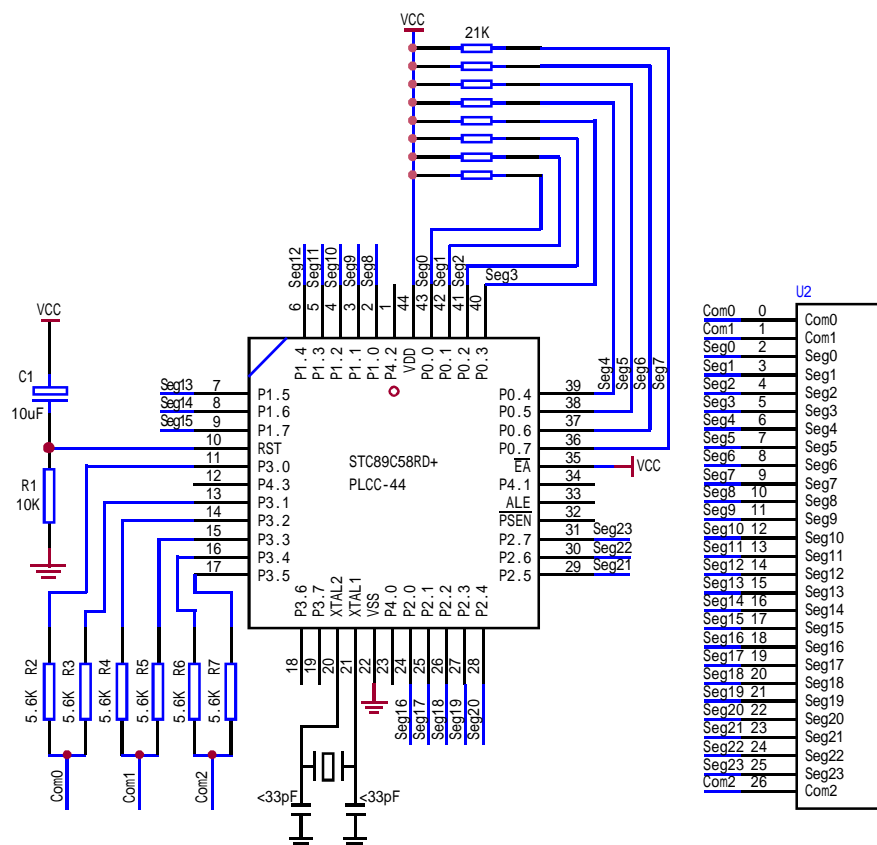 VCC
21K
Seg12
Seg11
Seg10
Seg9
Seg8
Seg0
Seg1
Seg2
Seg3
6
5
4
3
2
1
44
43
42
41
40
P1.4
P1.3
P1.2
P1.1
P1.0
P4.2
VDD
P0.0
P0.1
P0.2
P0.3
Seg4
Seg5
Seg6
Seg7
VCC
C1
10uF
R1
10K
Seg13 7 P1.5
Seg14 8 P1.6
Seg15 9 P1.7
10 RST
11 P3.0
12 P4.3
13 P3.1
14 P3.2
15 P3.3
16 P3.4
17 P3.5
STC89C58RD+
PLCC-44
P0.4 39
P0.5 38
P0.6 37
P0.7 36
EA 35 VCC
P4.1 34
ALE 33
PSEN 32
P2.7 31 Seg23
P2.6 30 Seg22
P2.5 29 Seg21
P3.6
P3.7
XTAL2
XTAL1
VSS
P4.0
P2.0
P2.1
P2.2
P2.3
P2.4
18
19
20
21
22
23
24
25
26
27
28
Seg16
Seg17
Seg18
Seg19
Seg20
5.6K R2
5.6K R3
5.6K R4
5.6K R5
5.6K R6
5.6K R7
Com0
Com1
Com2
<33pF
<33pF
U2
Com0 0 Com0
Com1 1 Com1
Seg0 2 Seg0
Seg1 3 Seg1
Seg2 4 Seg2
Seg3 5 Seg3
Seg4 6 Seg4
Seg5 7 Seg5
Seg6 8 Seg6
Seg7 9 Seg7
Seg8 10 Seg8
Seg9 11 Seg9
Seg10 12 Seg10
Seg11 13 Seg11
Seg12 14 Seg12
Seg13 15 Seg13
Seg14 16 Seg14
Seg15 17 Seg15
Seg16 18 Seg16
Seg17 19 Seg17
Seg18 20 Seg18
Seg19 21 Seg19
Seg20 22 Seg20
Seg21 23 Seg21
Seg22 24 Seg22
Seg23 25 Seg23
Com2 26 Com2